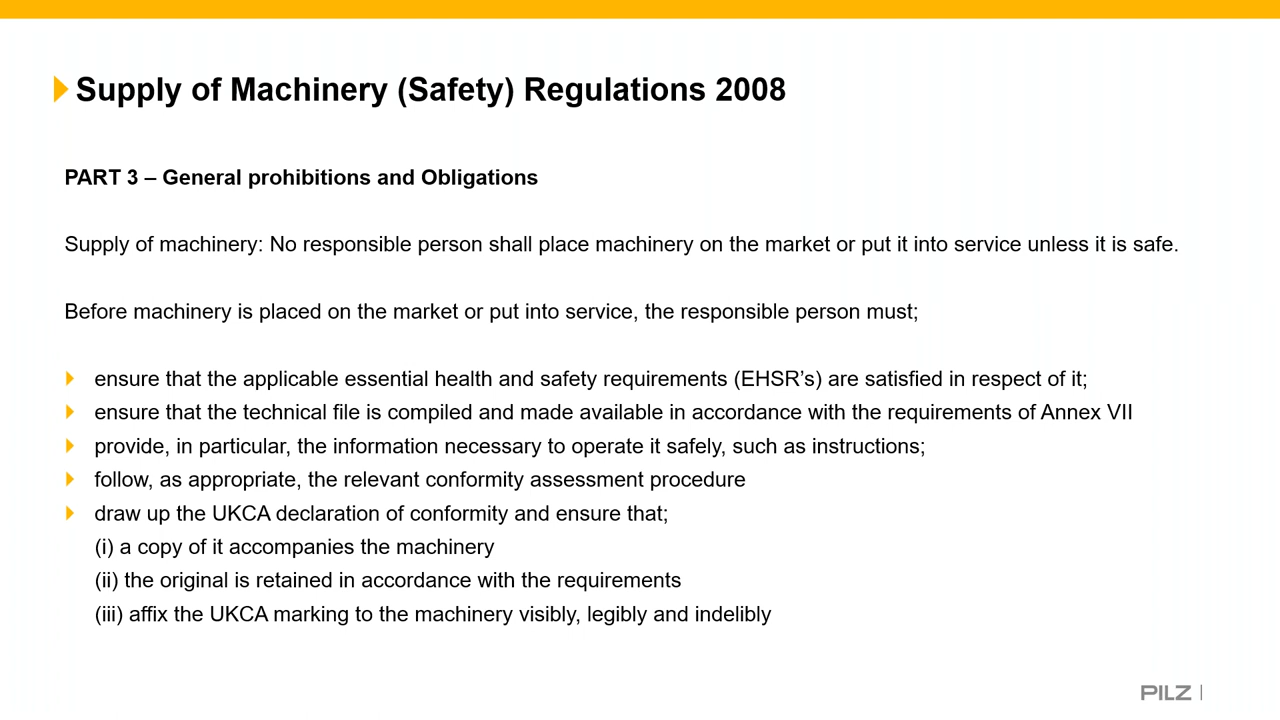 Supply of Machinery (Safety) Regulations 2008
PART 3 – General prohibitions and Obligations
Supply of machinery: No responsible person shall place machinery on the market or put it into service unless it is safe.
Before machinery is placed on the market or put into service, the responsible person must;
ensure that the applicable essential health and safety requirements (EHSR’s) are satisfied in respect of it;
ensure that the technical file is compiled and made available in accordance with the requirements of Annex VII
provide, in particular, the information necessary to operate it safely, such as instructions;
follow, as appropriate, the relevant conformity assessment procedure
draw up the UKCA declaration of conformity and ensure that;
(i) a copy of it accompanies the machinery
(ii) the original is retained in accordance with the requirements
(iii) affix the UKCA marking to the machinery visibly, legibly and indelibly
PILZ |